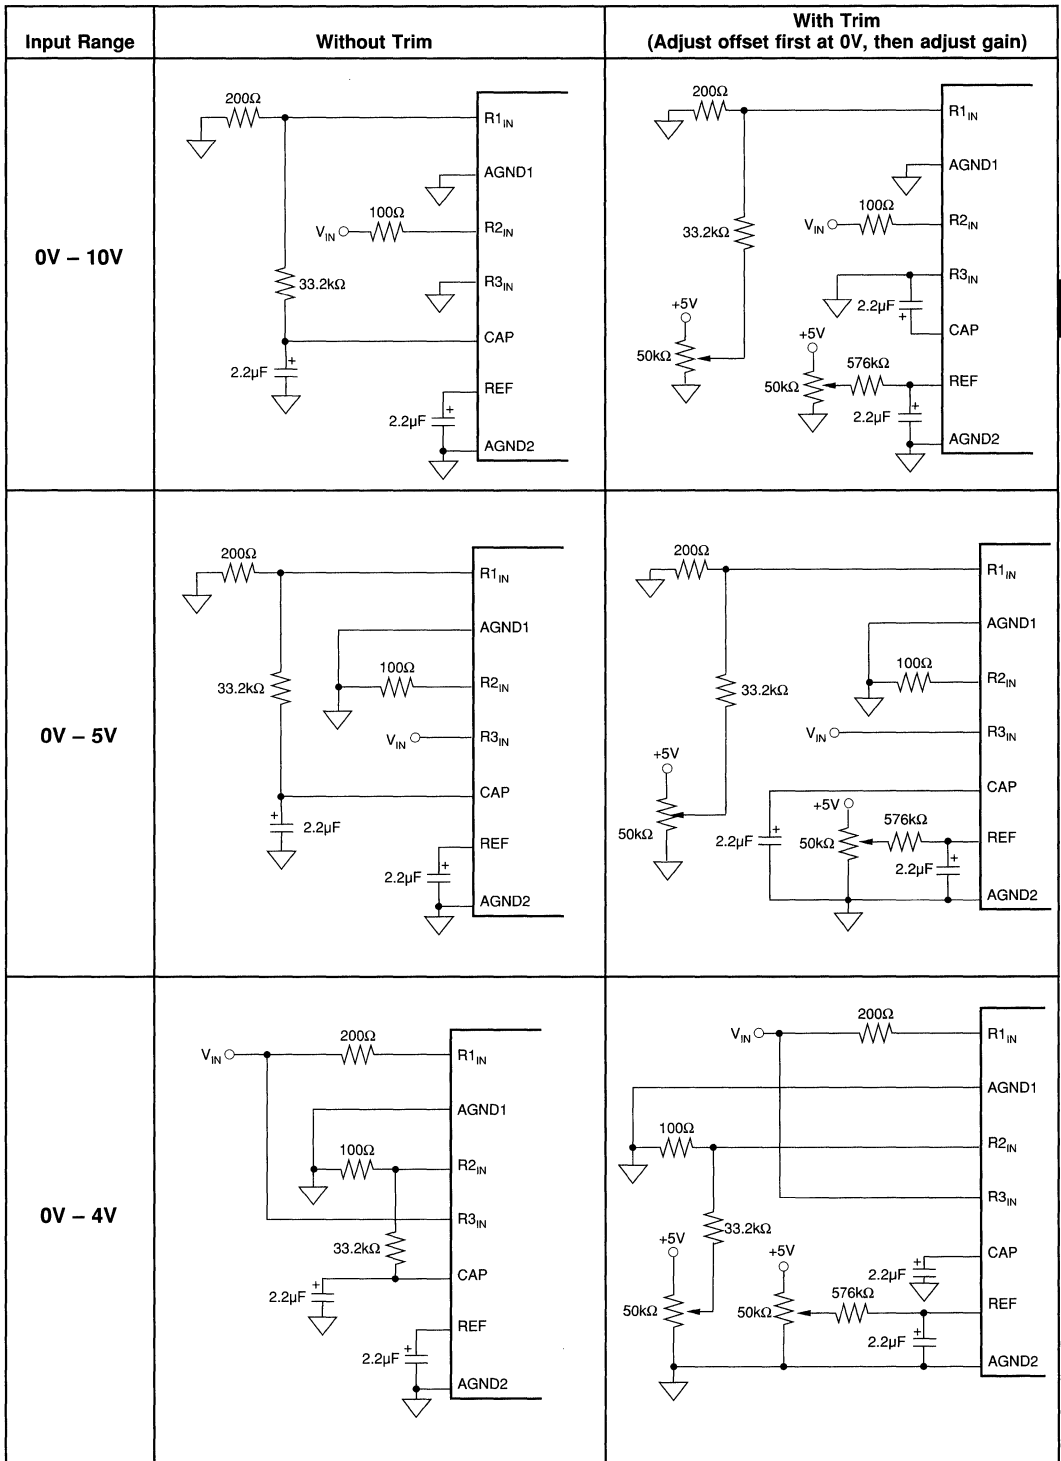 Input Range
Without Trim
With Trim
(Adjust offset first at 0V, then adjust gain)
0V – 10V
200Ω
R1IN
AGND1
100Ω
VIN
R2IN
33.2kΩ
R3IN
CAP
2.2µF
REF
2.2µF
AGND2
200Ω
R1IN
AGND1
100Ω
33.2kΩ
VIN
R2IN
R3IN
+5V
2.2µF
+
+5V
CAP
50kΩ
576kΩ
50kΩ
REF
+
2.2µF
AGND2
0V – 5V
200Ω
R1IN
AGND1
100Ω
33.2kΩ
R2IN
VIN
R3IN
CAP
+
2.2µF
REF
+
2.2µF
AGND2
200Ω
R1IN
AGND1
100Ω
33.2kΩ
R2IN
VIN
R3IN
+5V
CAP
+5V
576kΩ
50kΩ
2.2µF
+
50kΩ
REF
+
2.2µF
AGND2
0V – 4V
200Ω
VIN
R1IN
AGND1
100Ω
R2IN
R3IN
33.2kΩ
CAP
+
2.2µF
REF
+
2.2µF
AGND2
200Ω
VIN
R1IN
AGND1
100Ω
R2IN
R3IN
33.2kΩ
+5V
+5V
CAP
+
2.2µF
576kΩ
50kΩ
50kΩ
REF
+
2.2µF
AGND2